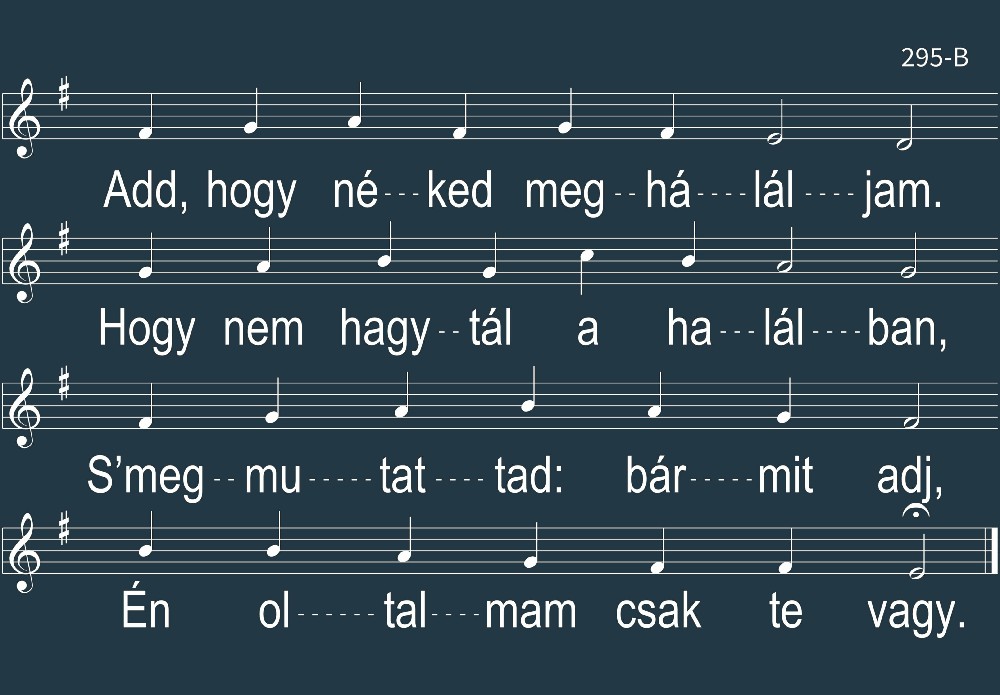 295-B
Add, hogy né---ked meg--há----lál ----jam.
Hogy nem hagy--tál a ha---lál----ban,
S’meg--mu-----tat----tad: bár-----mit adj,
Én ol------tal----mam csak te vagy.